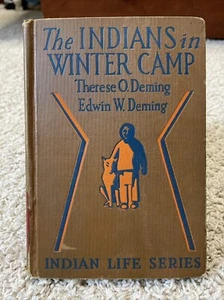 The INDIANS in
WINTER CAMP
Therese O. Deming
Edwin W. Deming
INDIAN LIFE SERIES